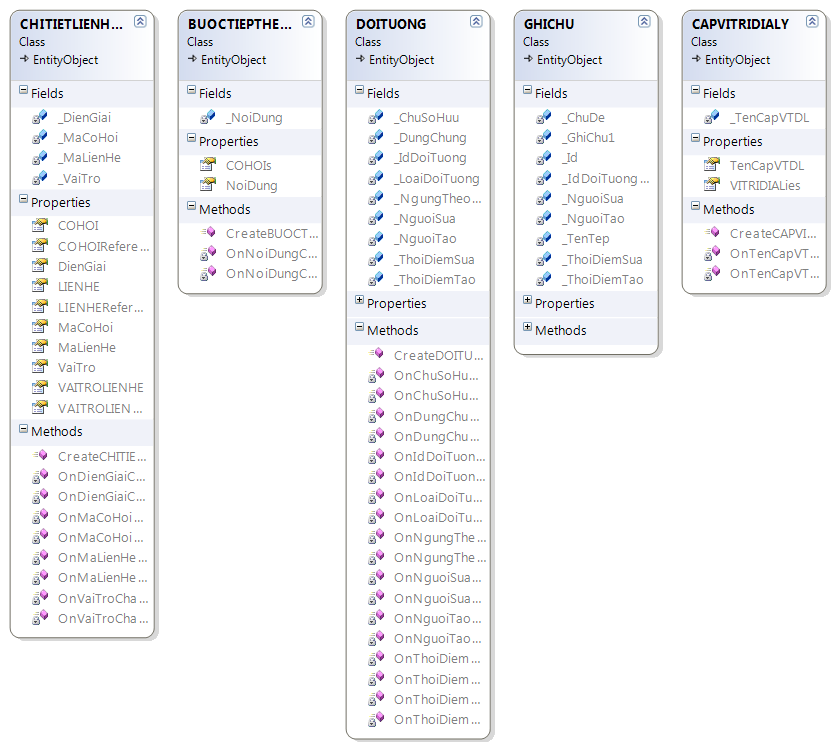 CHITIETLIENH...
Class
EntityObject
Fields
_DienGiai
_MaCoHoi
_MaLienHe
_VaiTro
Properties
COHOI
COHOIRefere...
DienGiai
LIENHE
LIENHERefer...
MaCoHoi
MaLienHe
VaiTro
VAITROLIENHE
VAITROLIEN...
Methods
CreateCHITIE...
OnDienGiaiC...
OnDienGiaiC...
OnMaCoHoi...
OnMaCoHoi...
OnMaLienHe...
OnMaLienHe...
OnVaiTroCha...
OnVaiTroCha...
BUOCTIEPTHE...
Class
EntityObject
Fields
_NoiDung
Properties
COHOIs
NoiDung
Methods
CreateBUOCT...
OnNoiDungC...
OnNoiDungC...
DOITUONG
Class
EntityObject
Fields
_ChuSoHuu
_DungChung
_IdDoiTuong
_LoaiDoiTuong
_NgungTheo...
_NguoiSua
_NguoiTao
_ThoiDiemSua
_ThoiDiemTao
Properties
Methods
CreateDOITU...
OnChuSoHu...
OnChuSoHu...
OnDungChu...
OnDungChu...
OnIdDoiTuon...
OnIdDoiTuon...
OnLoaiDoiTu...
OnLoaiDoiTu...
OnNgungThe...
OnNgungThe...
OnNguoiSua...
OnNguoiSua...
OnNguoiTao...
OnNguoiTao...
OnThoiDiem...
OnThoiDiem...
OnThoiDiem...
OnThoiDiem...
GHICHU
Class
EntityObject
Fields
_ChuDe
_GhiChu1
_Id
_IdDoiTuong...
_NguoiSua
_NguoiTao
_TenTep
_ThoiDiemSua
_ThoiDiemTao
Properties
Methods
CAPVITRIDIALY
Class
EntityObject
Fields
_TenCapVTDL
Properties
TenCapVTDL
VITRIDIALies
Methods
CreateCAPVI...
OnTenCapVT...
OnTenCapVT...